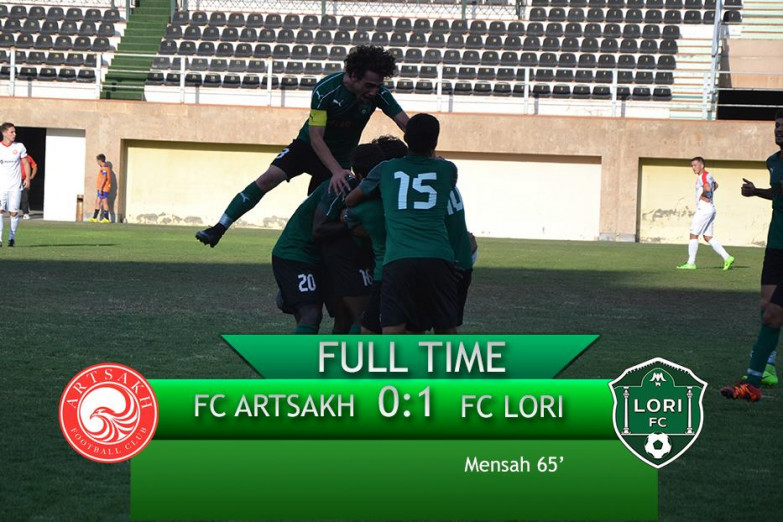 15
20
FULL TIME
FC ARTSAKH 0:1 FC LORI
ARTSAKH
FOOTBALL CLUB
LORI
FC
Mensah 65’